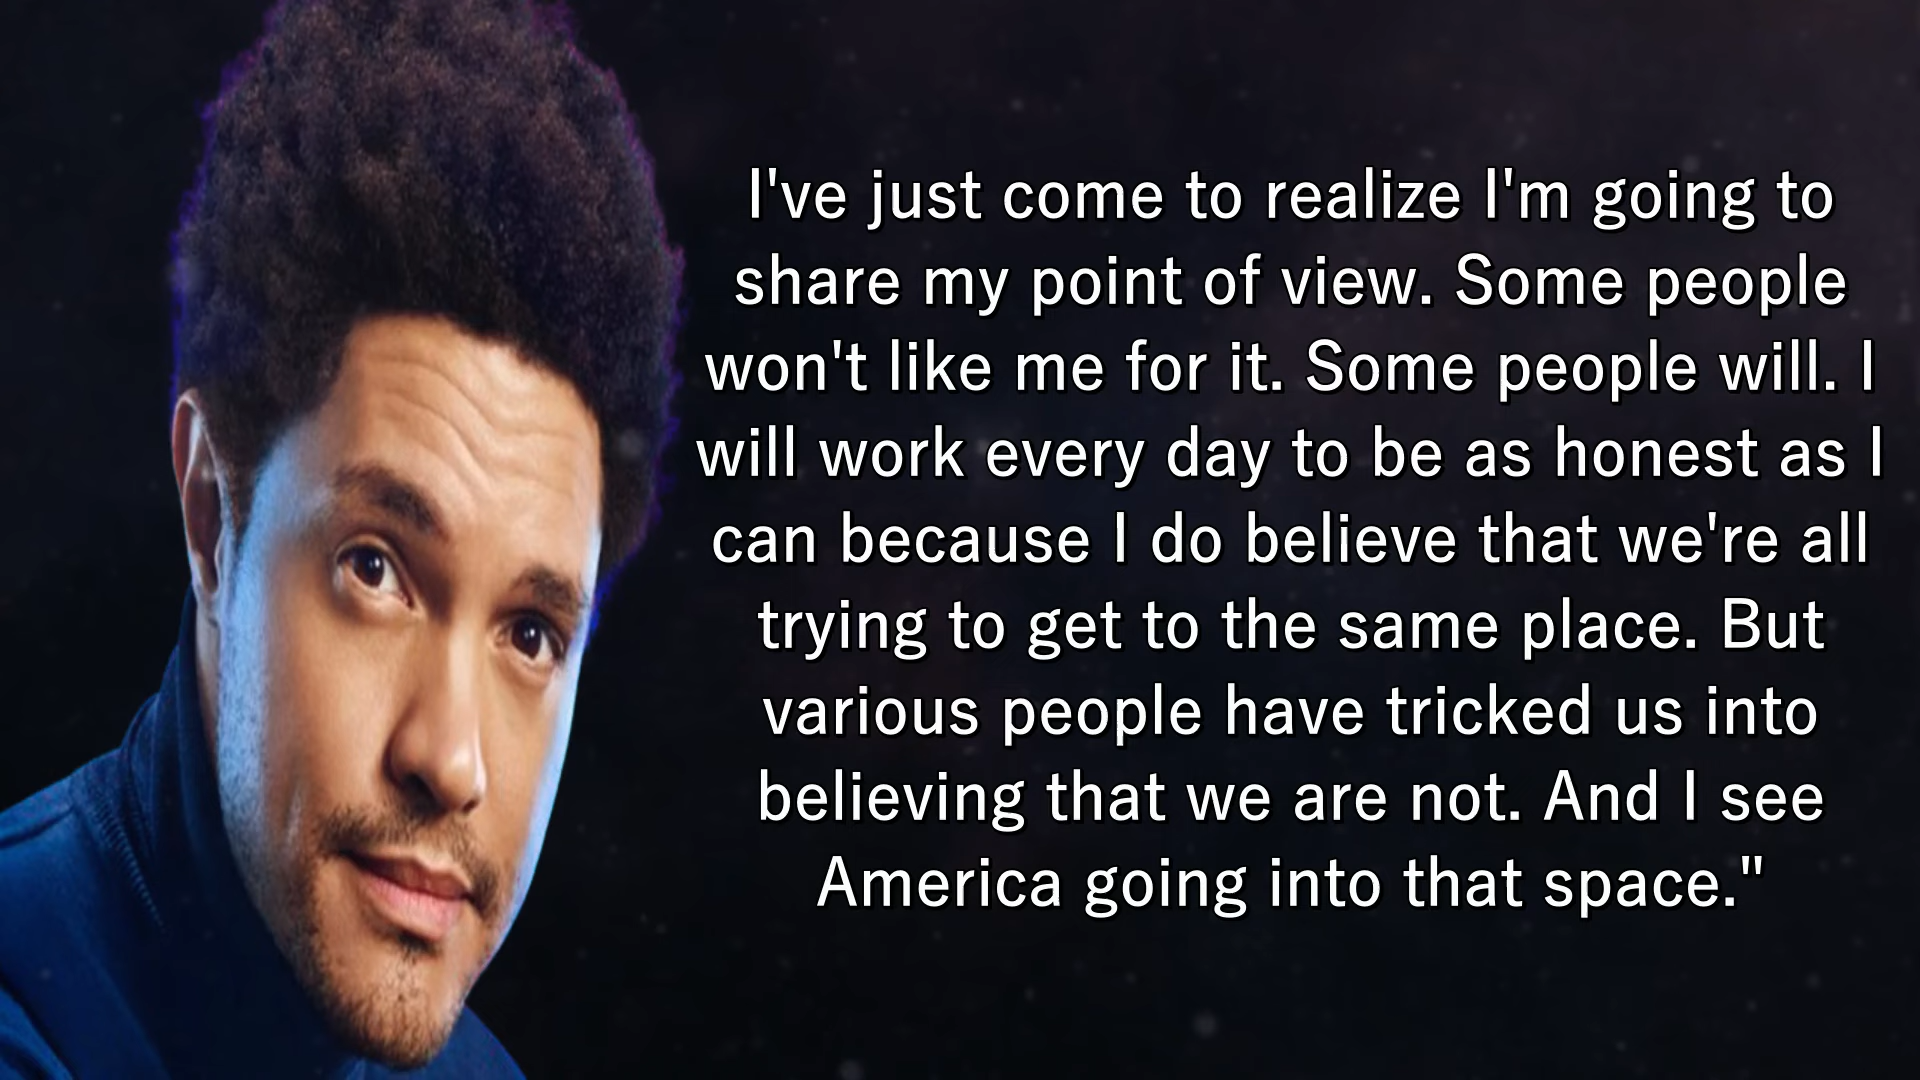 I've just come to realize I'm going to
share my point of view. Some people
won't like me for it. Some people will. I
will work every day to be as honest as I
can because I do believe that we're all
trying to get to the same place. But
various people have tricked us into
believing that we are not. And I see
America going into that space."